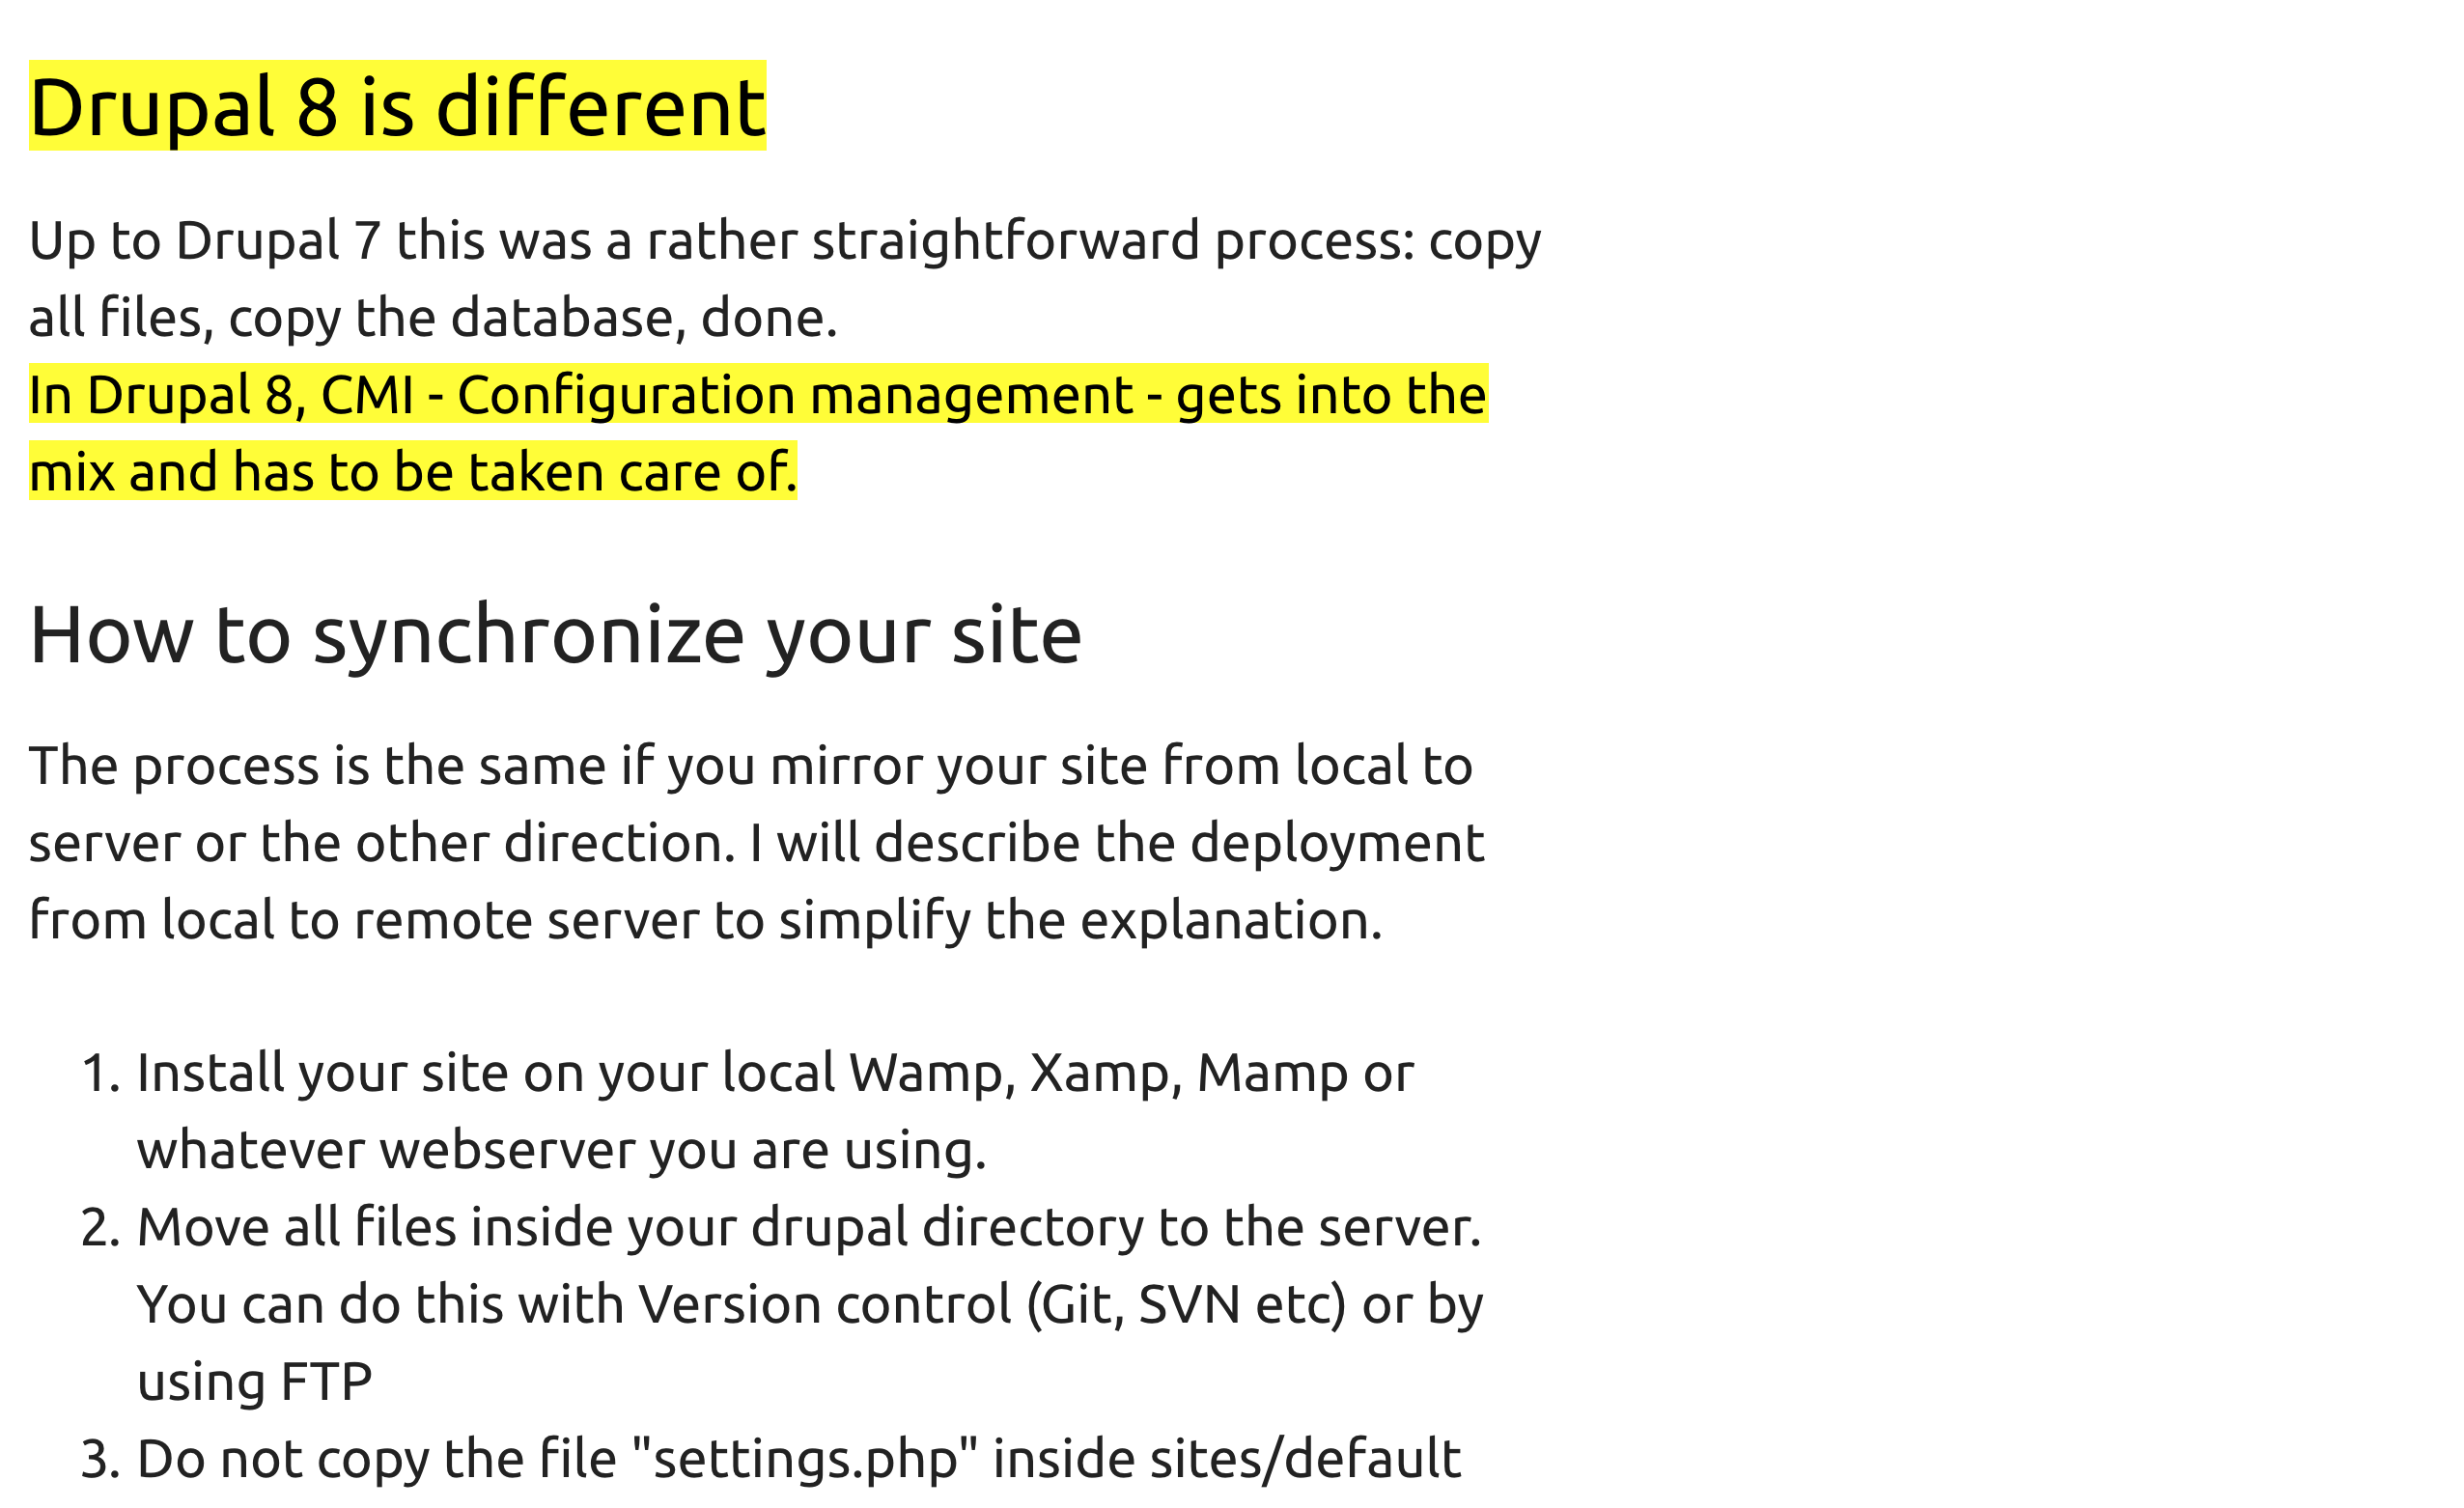 Drupal 8 is different
Up to Drupal 7 this was a rather straightforward process: copy
all files, copy the database, done.
In Drupal 8, CMI - Configuration management - gets into the
mix and has to be taken care of.
How to synchronize your site
The process is the same if you mirror your site from local to
server or the other direction. I will describe the deployment
from local to remote server to simplify the explanation.
1. Install your site on your local Wamp, Xamp, Mamp or
whatever webserver you are using.
2. Move all files inside your drupal directory to the server.
You can do this with Version control (Git, SVN etc) or by
using FTP
3. Do not copy the file "settings.php" inside sites/default